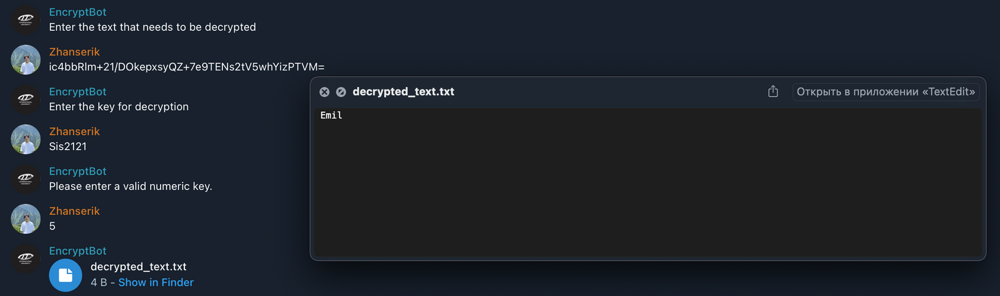 EncryptBot
Enter the text that needs to be decrypted
Zhanserik
ic4bbRlm+21/DOkepxsyQZ+7e9TENs2tV5whYizPTVM=
EncryptBot
Enter the key for decryption
Zhanserik
Sis2121
EncryptBot
Please enter a valid numeric key.
Zhanserik
5
EncryptBot
decrypted_text.txt
4 B - Show in Finder
decrypted_text.txt
Открыть в приложении «TextEdit»
Emil